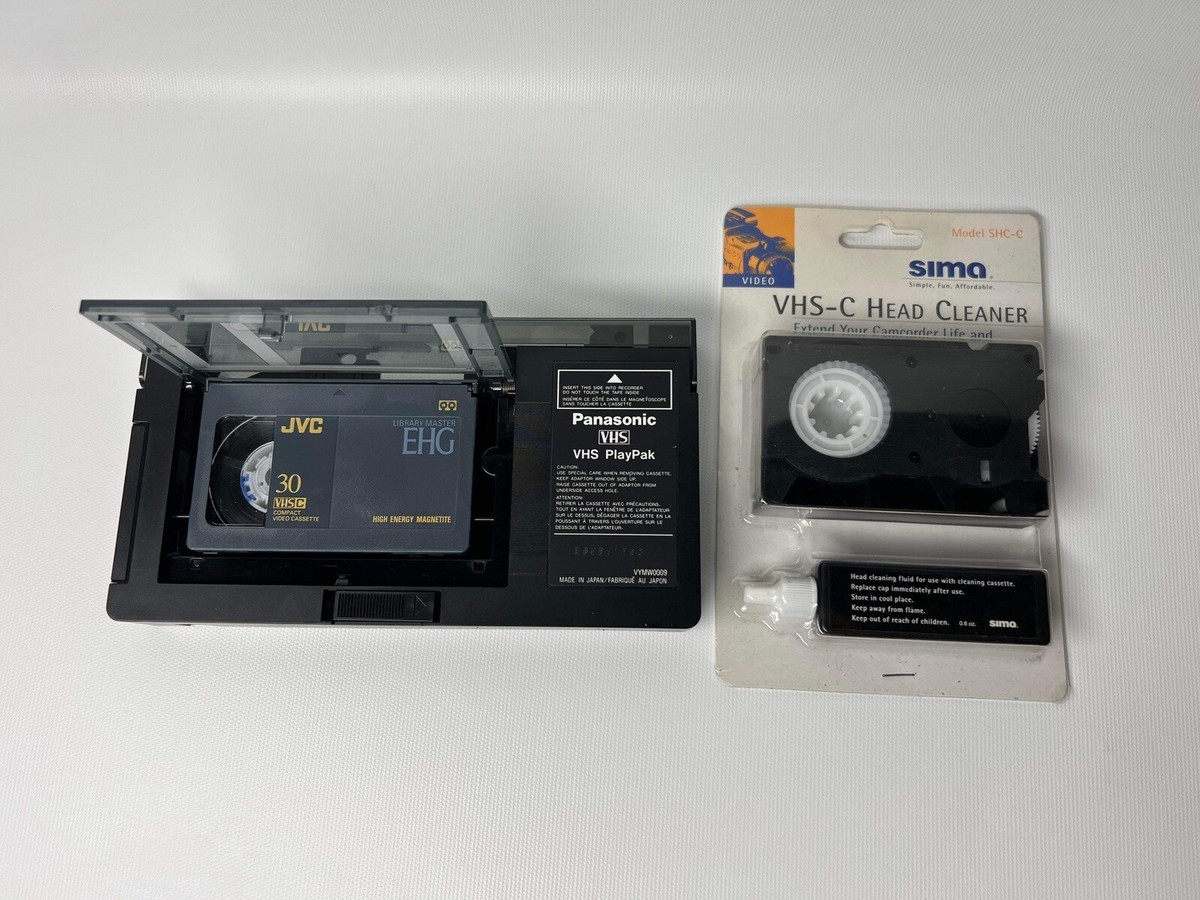 JVC
LIBRARY MASTER
EHG
30
VHSC
COMPACT
VIDEO CASSETTE
HIGH ENERGY MAGNETITE
JVC
INSERT THIS SIDE INTO RECORDER
DO NOT TOUCH THE TAPE INSIDE
INSÉRER CE CÔTÉ DANS LE MAGNÉTOSCOPE
SANS TOUCHER LA CASSETTE
Panasonic
VHS
VHS PlayPak
CAUTION:
USE SPECIAL CARE WHEN REMOVING CASSETTE.
KEEP ADAPTOR WINDOW SIDE UP.
RAISE CASSETTE OUT OF ADAPTOR FROM
UNDERSIDE ACCESS HOLE.
ATTENTION:
RETIRER LA CASSETTE AVEC PRÉCAUTIONS.
TOUT EN AYANT LA FENÊTRE DE L'ADAPTATEUR
SUR LE DESSUS, DÉGAGER LA CASSETTE EN LA
POUSSANT À TRAVERS L'OUVERTURE SUR LE
DESSOUS DE L'ADAPTATEUR.
VYMW0009
MADE IN JAPAN/FABRIQUÉ AU JAPON
VIDEO
Model SHC-C
sima
Simple, Fun, Affordable.
VHS-C HEAD CLEANER
Extend Your Camcorder Life and
Head cleaning fluid for use with cleaning cassette.
Replace cap immediately after use.
Store in cool place.
Keep away from flame.
Keep out of reach of children. 0.6 oz. sima